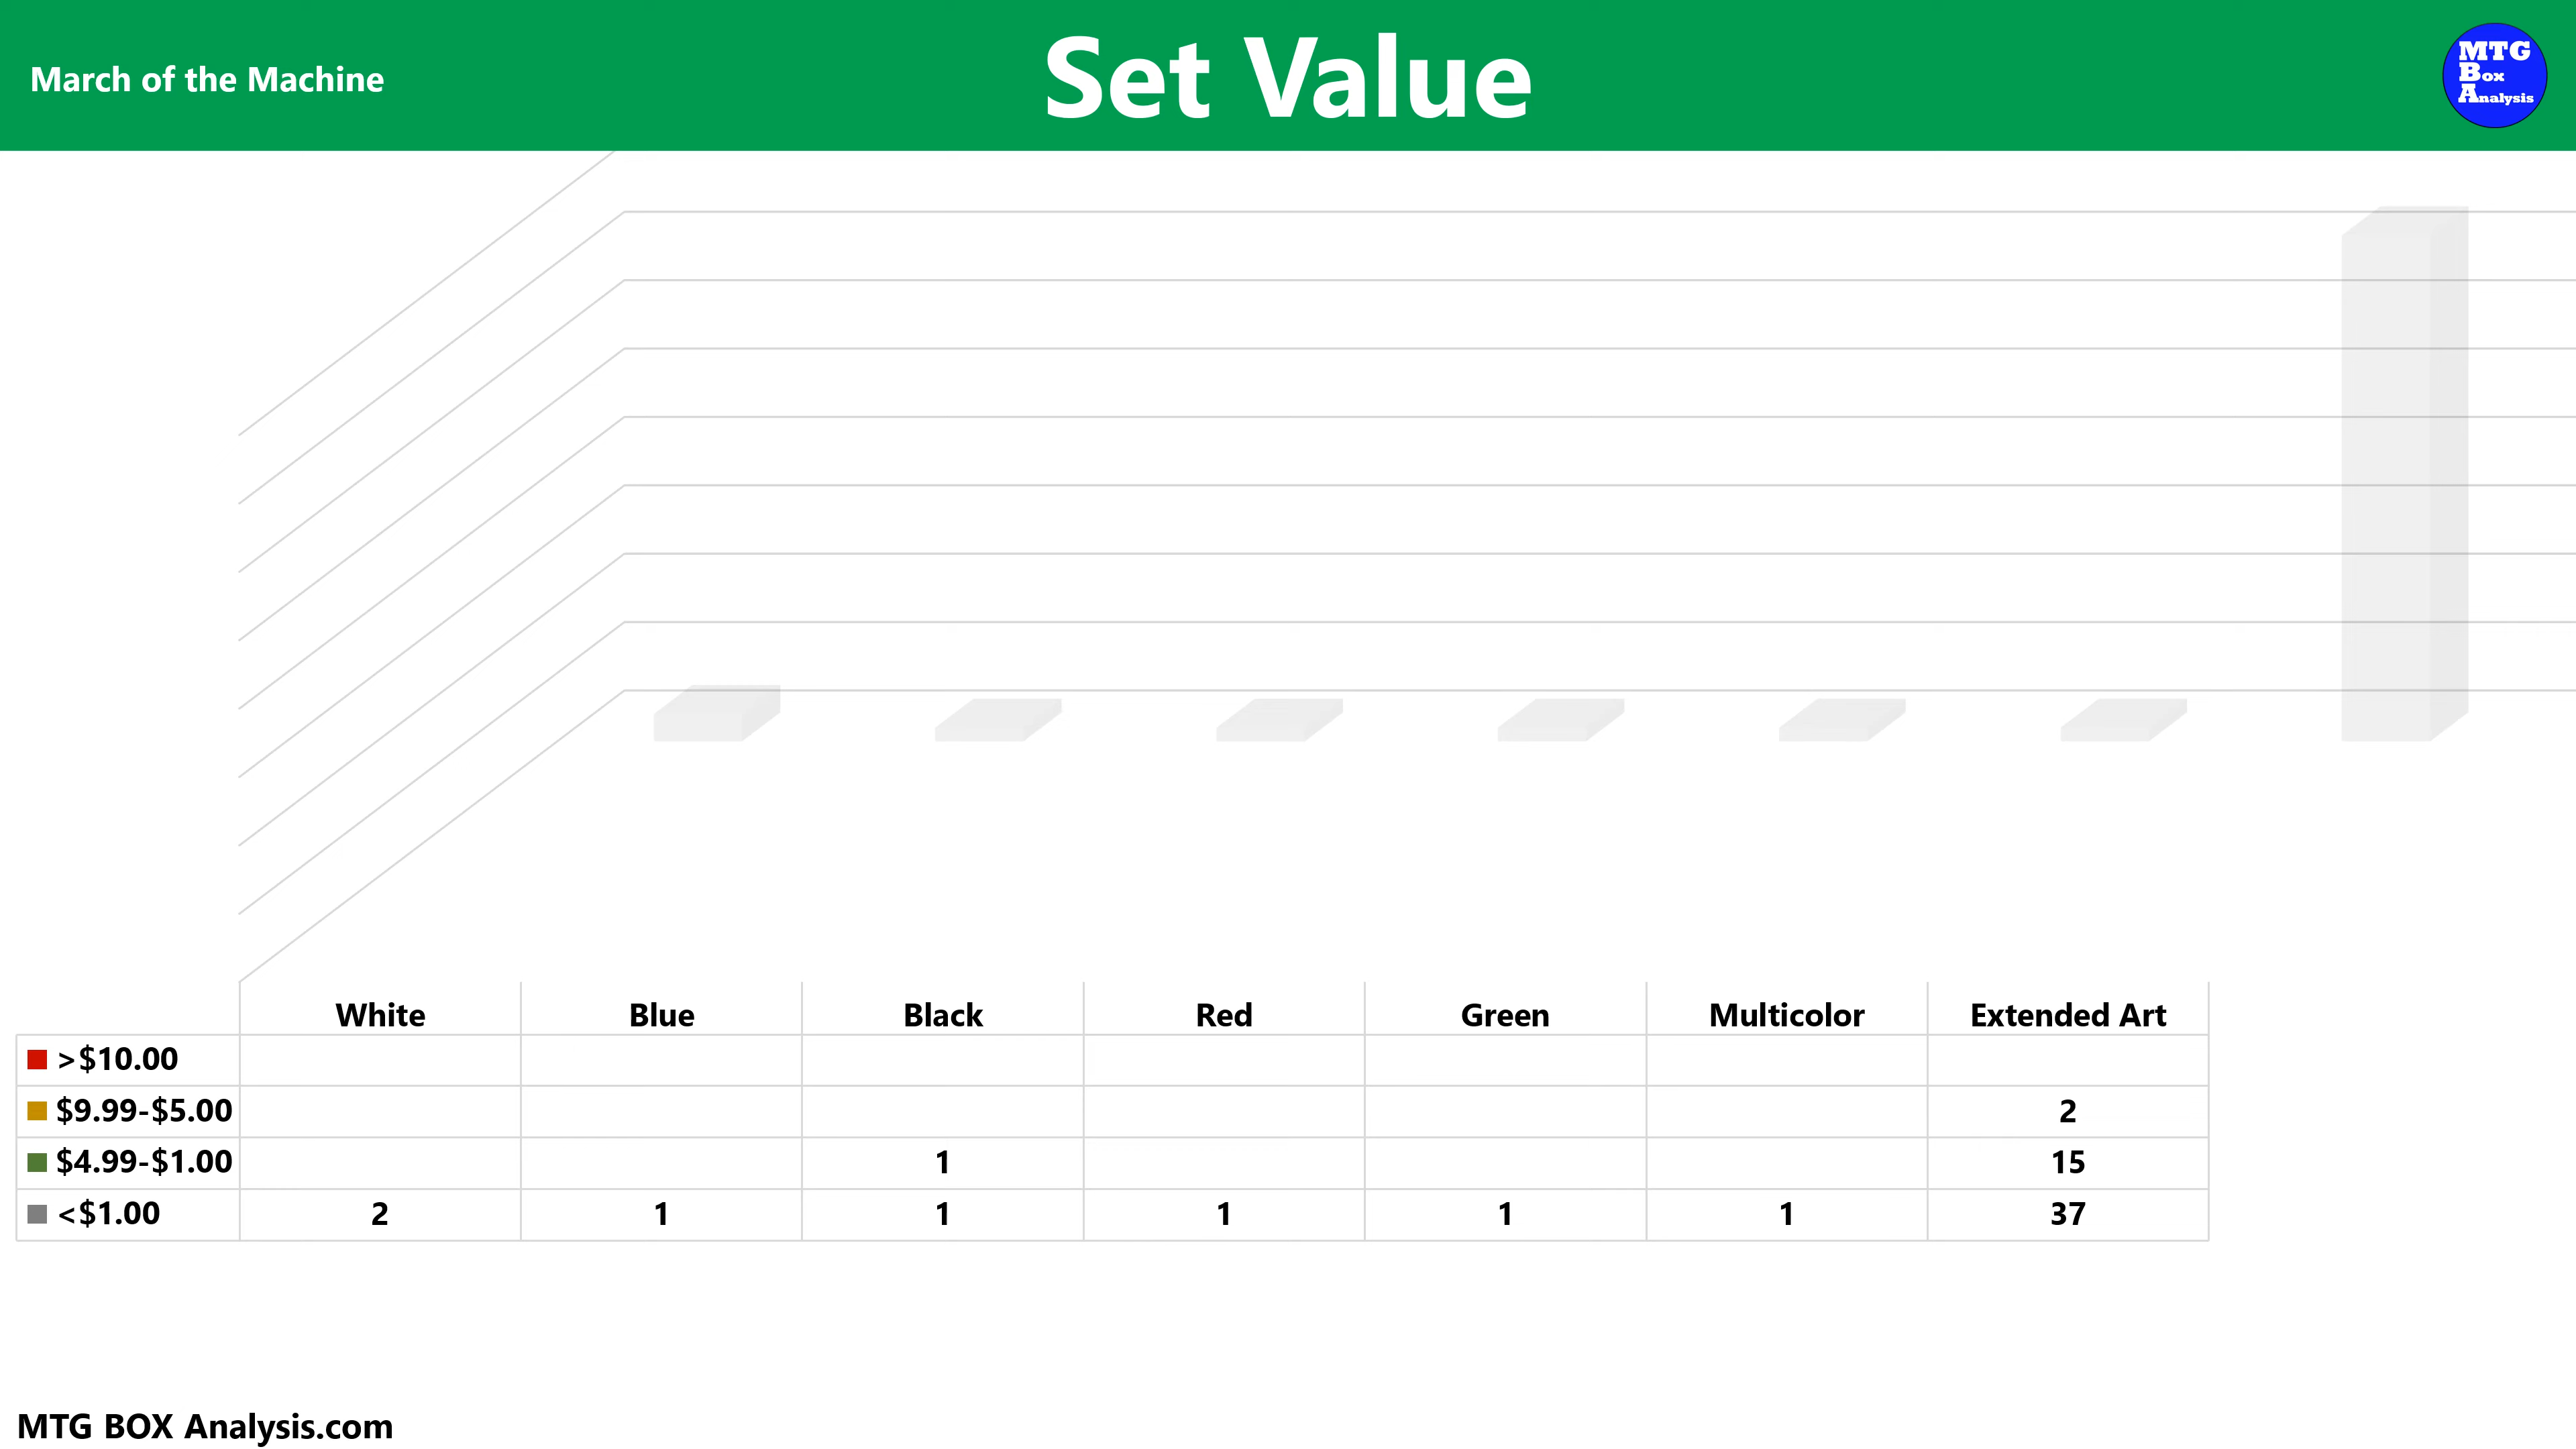 March of the Machine
Set Value
MTG
Box
Analysis
White Blue Black Red Green Multicolor Extended Art
>$10.00
$9.99-$5.00 2
$4.99-$1.00 1 15
<$1.00 2 1 1 1 1 1 37
MTG BOX Analysis.com